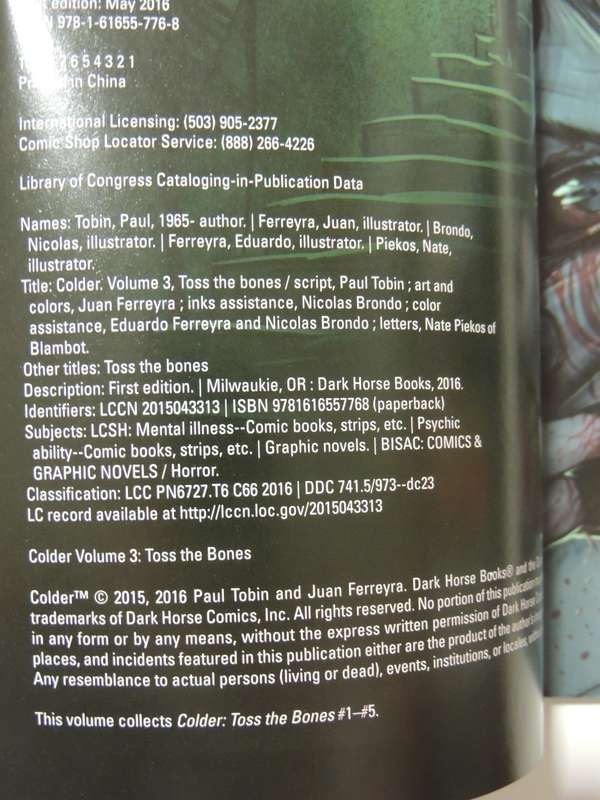 edition: May 2016
978-1-61655-776-8
6 5 4 3 2 1
in China
International Licensing: (503) 905-2377
Comic Shop Locator Service: (888) 266-4226
Library of Congress Cataloging-in-Publication Data
Names: Tobin, Paul, 1965- author. | Ferreyra, Juan, illustrator. | Brondo,
Nicolas, illustrator. | Ferreyra, Eduardo, illustrator. | Piekos, Nate,
illustrator.
Title: Colder. Volume 3, Toss the bones / script, Paul Tobin ; art and
colors, Juan Ferreyra ; inks assistance, Nicolas Brondo ; color
assistance, Eduardo Ferreyra and Nicolas Brondo ; letters, Nate Piekos of
Blambot.
Other titles: Toss the bones
Description: First edition. | Milwaukie, OR : Dark Horse Books, 2016.
Identifiers: LCCN 2015043313 | ISBN 9781616557768 (paperback)
Subjects: LCSH: Mental illness--Comic books, strips, etc. | Psychic
ability--Comic books, strips, etc. | Graphic novels. | BISAC: COMICS &
GRAPHIC NOVELS / Horror.
Classification: LCC PN6727.T6 C66 2016 | DDC 741.5/973--dc23
LC record available at http://lccn.loc.gov/2015043313
Colder Volume 3: Toss the Bones
Colder™ © 2015, 2016 Paul Tobin and Juan Ferreyra. Dark Horse Books® and the
trademarks of Dark Horse Comics, Inc. All rights reserved. No portion of this publication
in any form or by any means, without the express written permission of Dark Horse
places, and incidents featured in this publication either are the product of the author's
Any resemblance to actual persons (living or dead), events, institutions, or locales,
This volume collects Colder: Toss the Bones #1–#5.